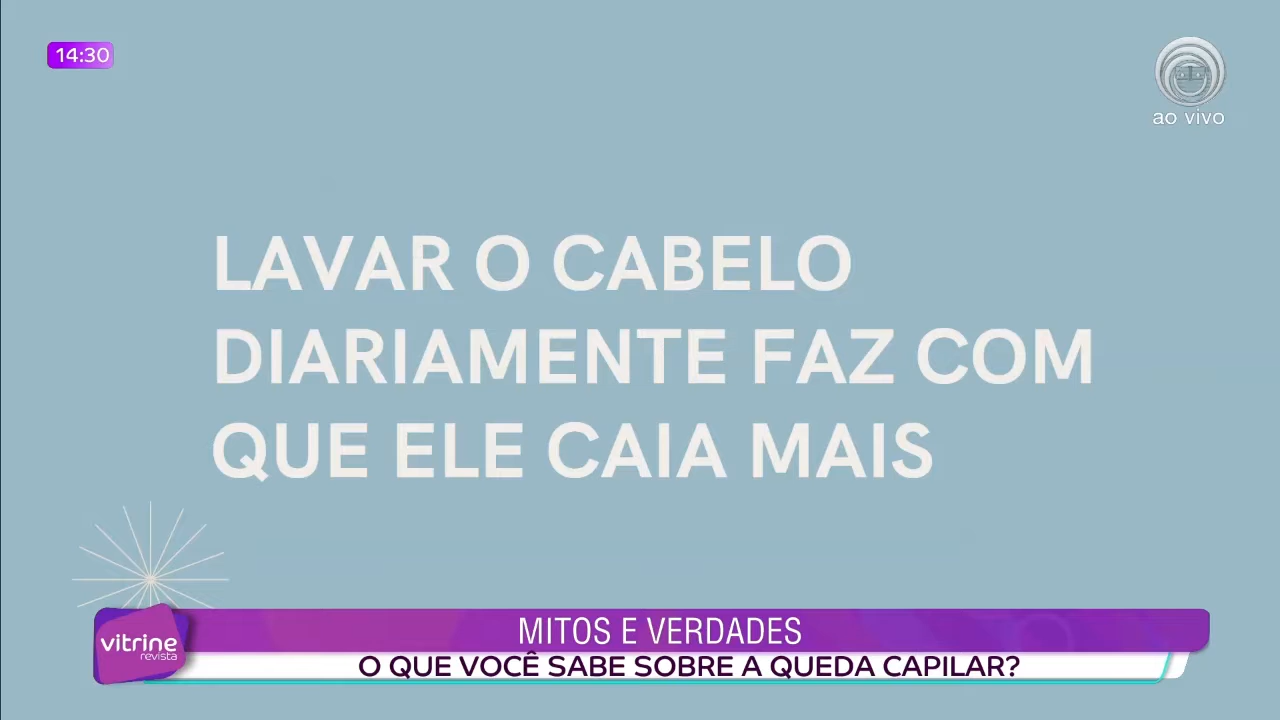 14:30
ao vivo
LAVAR O CABELO
DIARIAMENTE FAZ COM
QUE ELE CAIA MAIS
vitrine
revista
MITOS E VERDADES
O QUE VOCÊ SABE SOBRE A QUEDA CAPILAR?